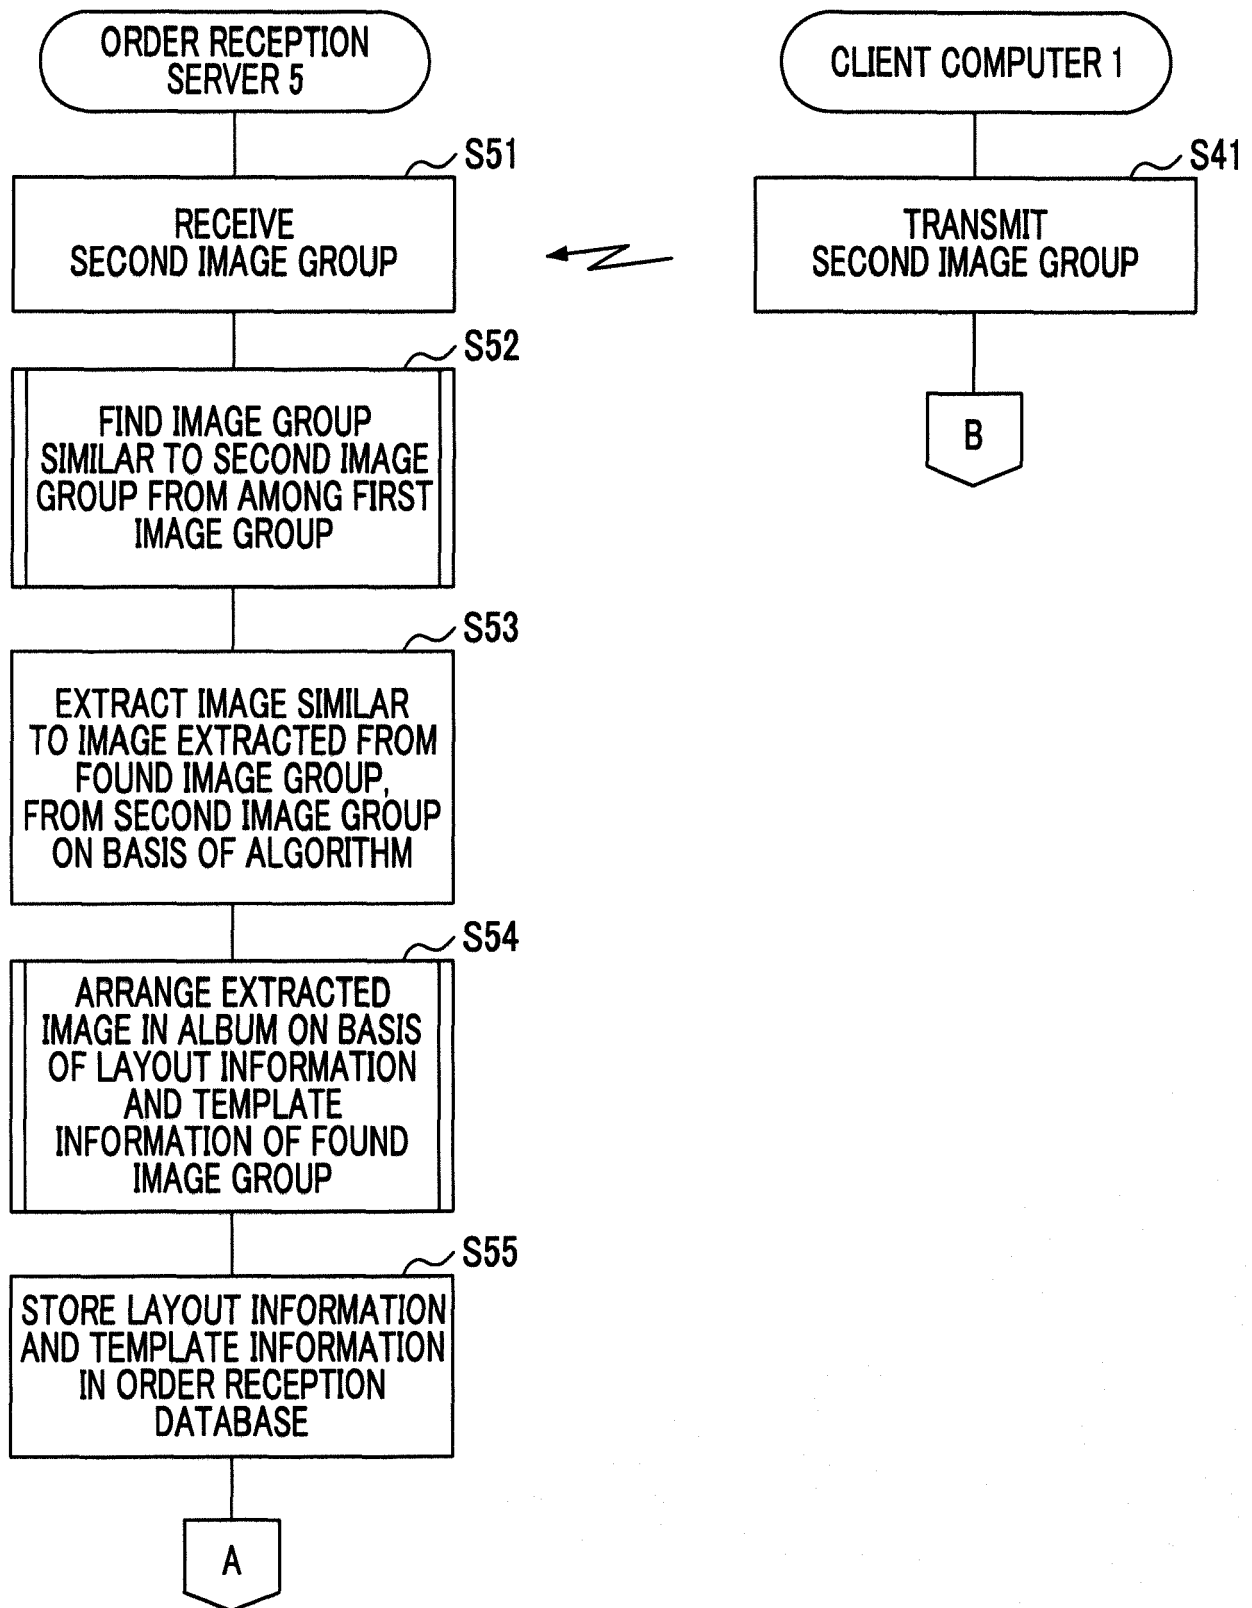 ORDER RECEPTION
SERVER 5
S51
RECEIVE
SECOND IMAGE GROUP
S52
FIND IMAGE GROUP
SIMILAR TO SECOND IMAGE
GROUP FROM AMONG FIRST
IMAGE GROUP
S53
EXTRACT IMAGE SIMILAR
TO IMAGE EXTRACTED FROM
FOUND IMAGE GROUP,
FROM SECOND IMAGE GROUP
ON BASIS OF ALGORITHM
S54
ARRANGE EXTRACTED
IMAGE IN ALBUM ON BASIS
OF LAYOUT INFORMATION
AND TEMPLATE
INFORMATION OF FOUND
IMAGE GROUP
S55
STORE LAYOUT INFORMATION
AND TEMPLATE INFORMATION
IN ORDER RECEPTION
DATABASE
A
CLIENT COMPUTER 1
S41
TRANSMIT
SECOND IMAGE GROUP
B